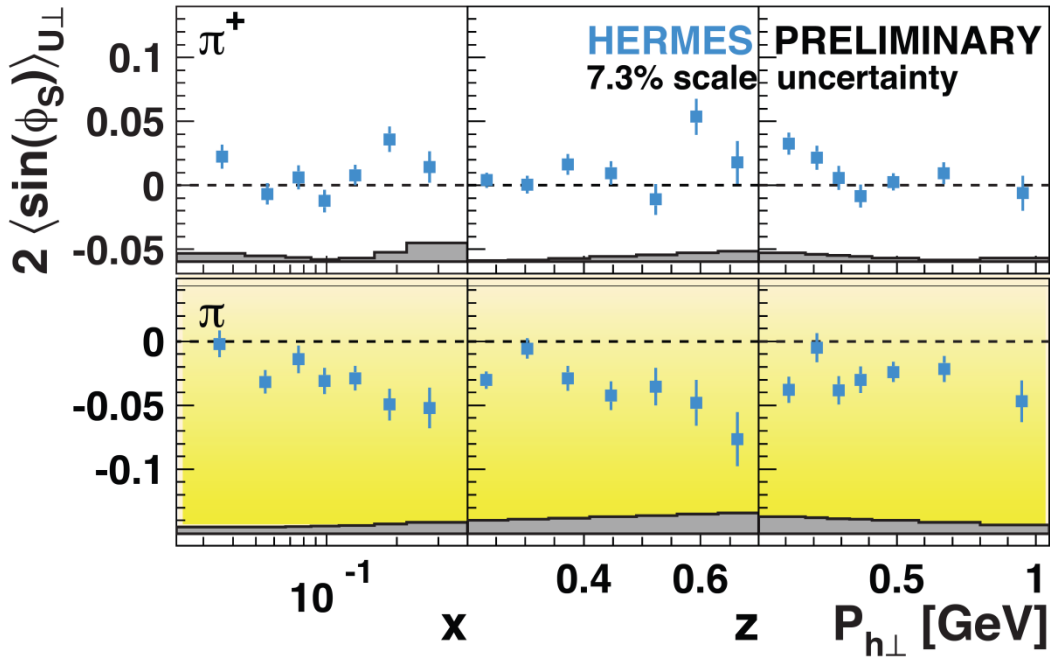 2 ⟨sin(ϕS)⟩U⊥
π+
HERMES PRELIMINARY
7.3% scale uncertainty
0.1
0.05
0
-0.05
π
0
-0.05
-0.1
10-1
0.4
0.6
0.5
1
x
z
Ph⊥ [GeV]